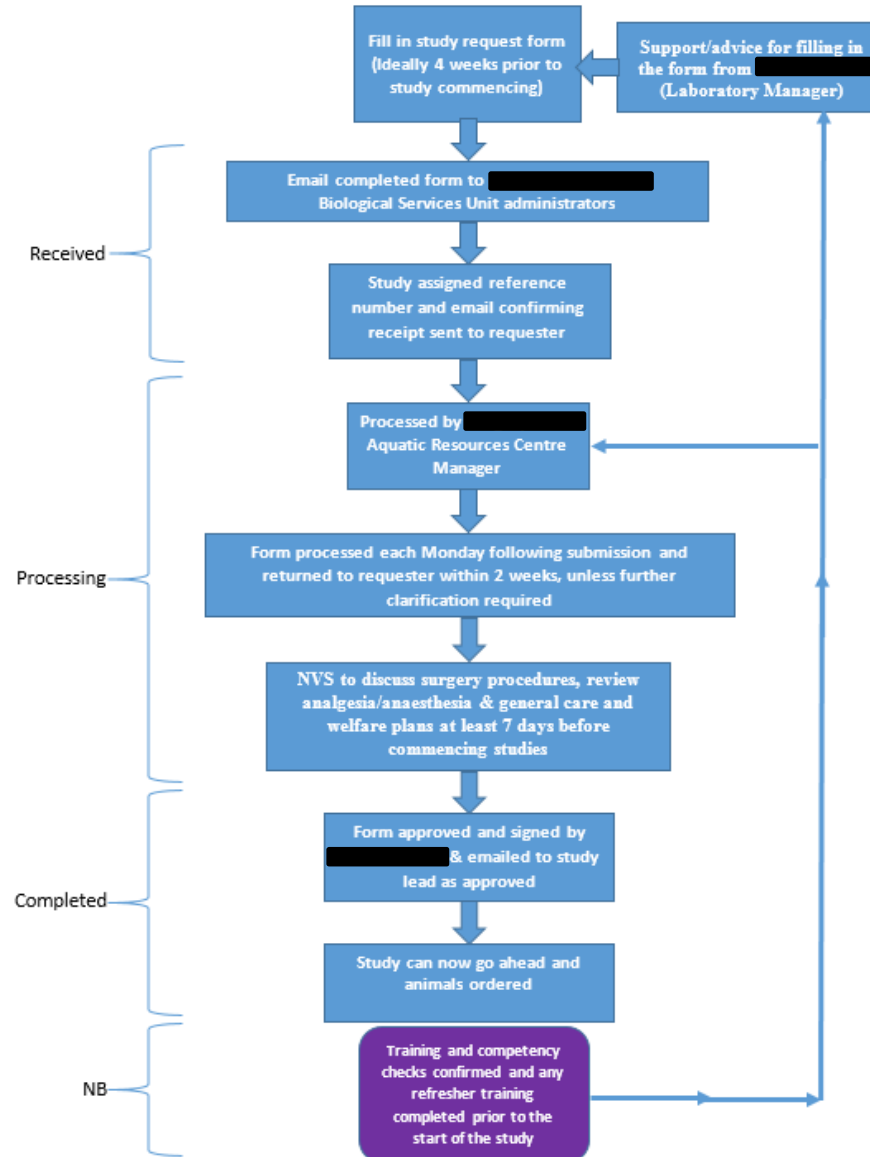 Fill in study request form
(Ideally 4 weeks prior to
study commencing)
Support/advice for filling in
the form from
(Laboratory Manager)
Email completed form to
Biological Services Unit administrators
Received
Study assigned reference
number and email confirming
receipt sent to requester
Processed by
Aquatic Resources Centre
Manager
Form processed each Monday following submission and
returned to requester within 2 weeks, unless further
clarification required
Processing
NVS to discuss surgery procedures, review
analgesia/anaesthesia & general care and
welfare plans at least 7 days before
commencing studies
Form approved and signed by
& emailed to study
lead as approved
Completed
Study can now go ahead and
animals ordered
Training and competency
checks confirmed and any
refresher training
completed prior to the
start of the study
NB